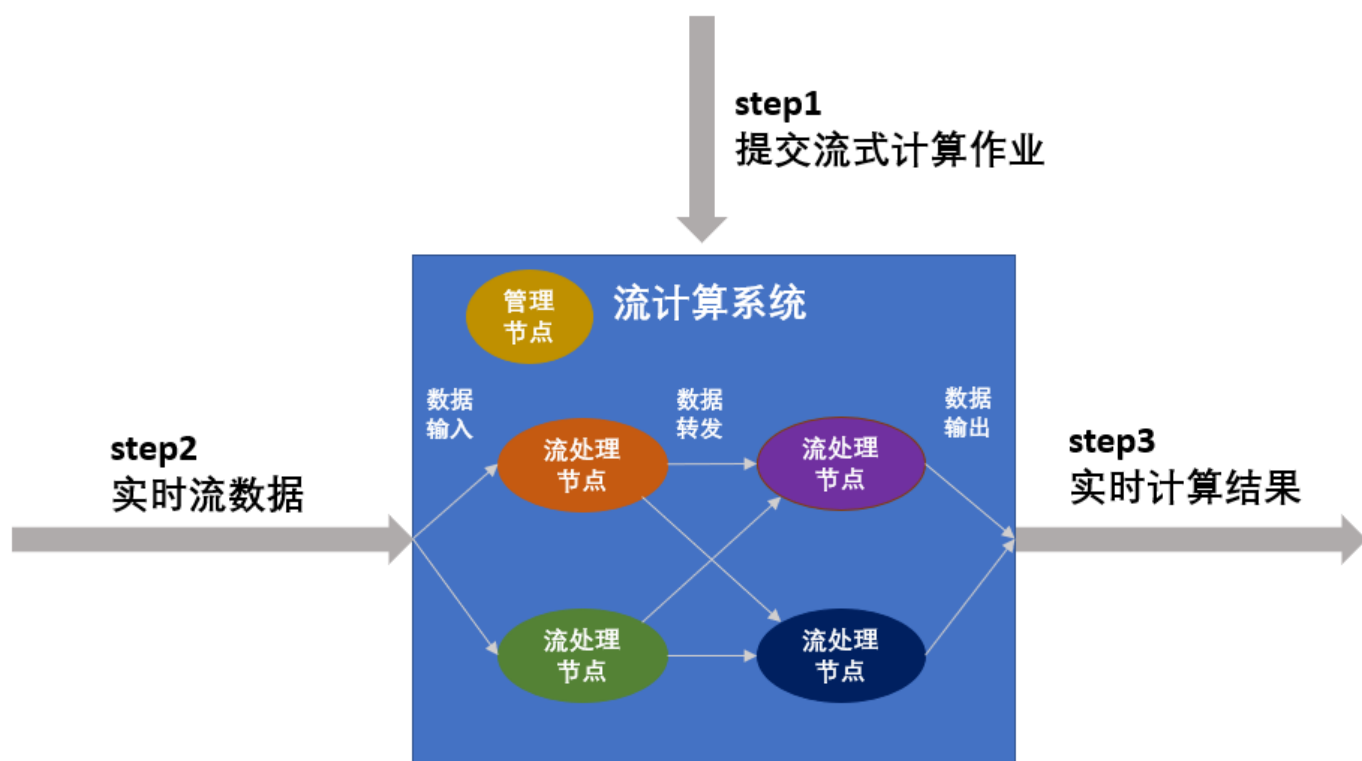 step1
提交流式计算作业
管理
节点
流计算系统
数据
输入
数据
转发
数据
输出
step2
实时流数据
流处理
节点
流处理
节点
step3
实时计算结果
流处理
节点
流处理
节点